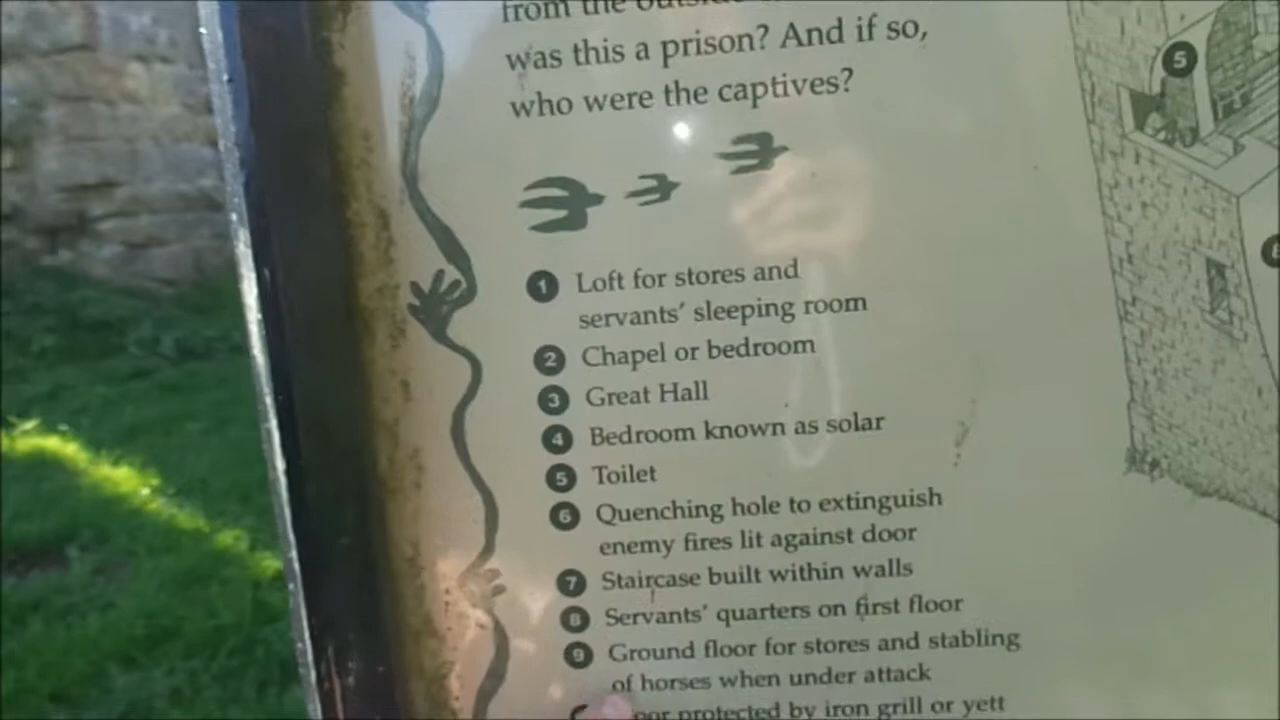 from the outside
was this a prison? And if so,
who were the captives?
1 Loft for stores and
servants' sleeping room
2 Chapel or bedroom
3 Great Hall
4 Bedroom known as solar
5 Toilet
6 Quenching hole to extinguish
enemy fires lit against door
7 Staircase built within walls
8 Servants' quarters on first floor
9 Ground floor for stores and stabling
of horses when under attack
protected by iron grill or yett
5